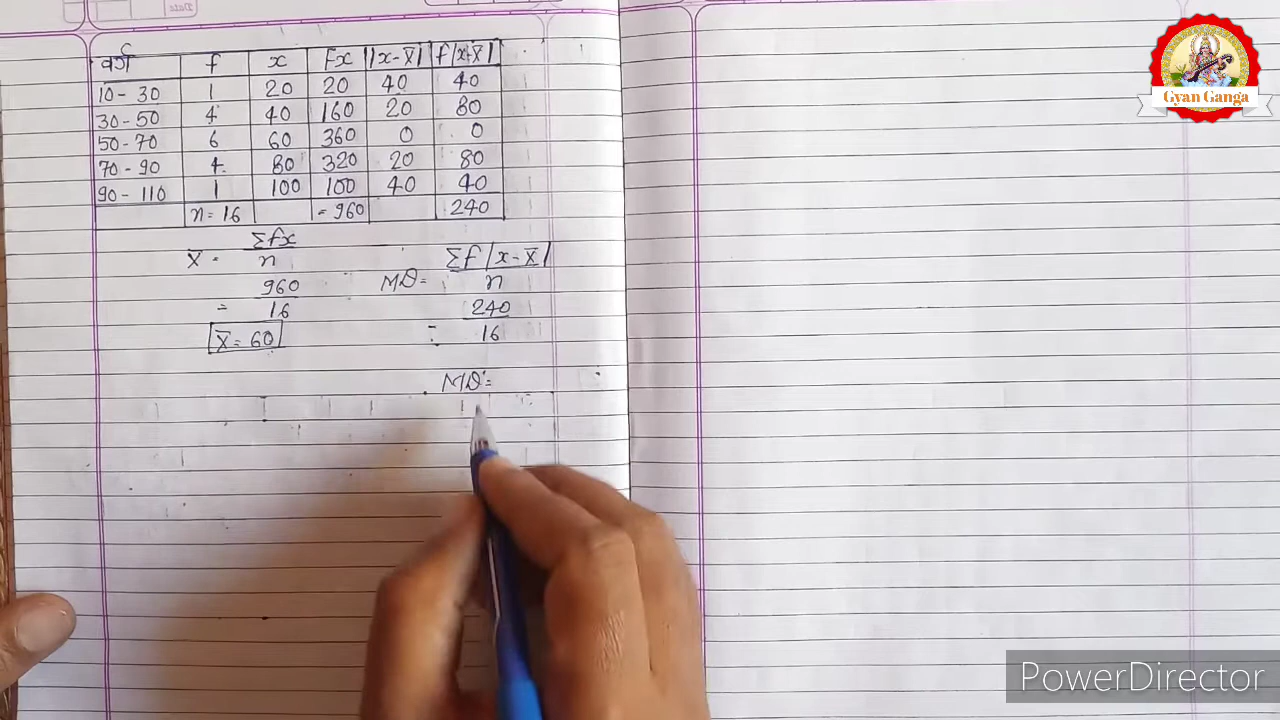 Date
वर्ग f x Fx |x-x̄| f|x-x̄|
10-30 1 20 20 40 40
30-50 4 40 160 20 80
50-70 6 60 360 0 0
70-90 4 80 320 20 80
90-110 1 100 100 40 40
n=16 =960 240
x̄ = Σfx / n
= 960 / 16
x̄=60
MD= Σf|x-x̄| / n
= 240 / 16
MD=
Gyan Ganga
PowerDirector